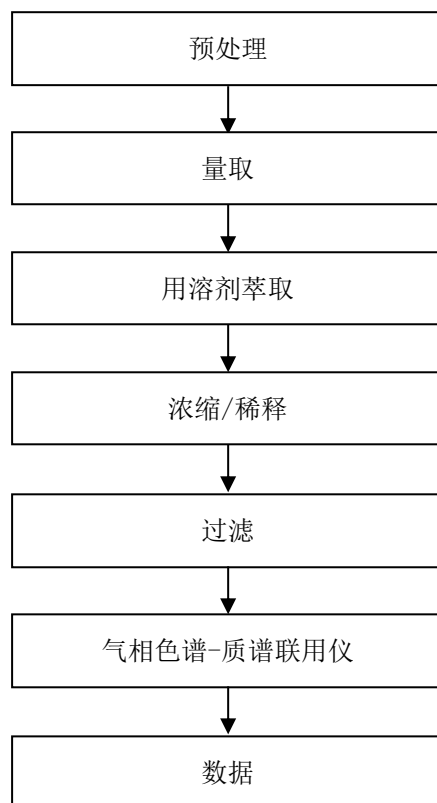 预处理
量取
用溶剂萃取
浓缩/稀释
过滤
气相色谱-质谱联用仪
数据